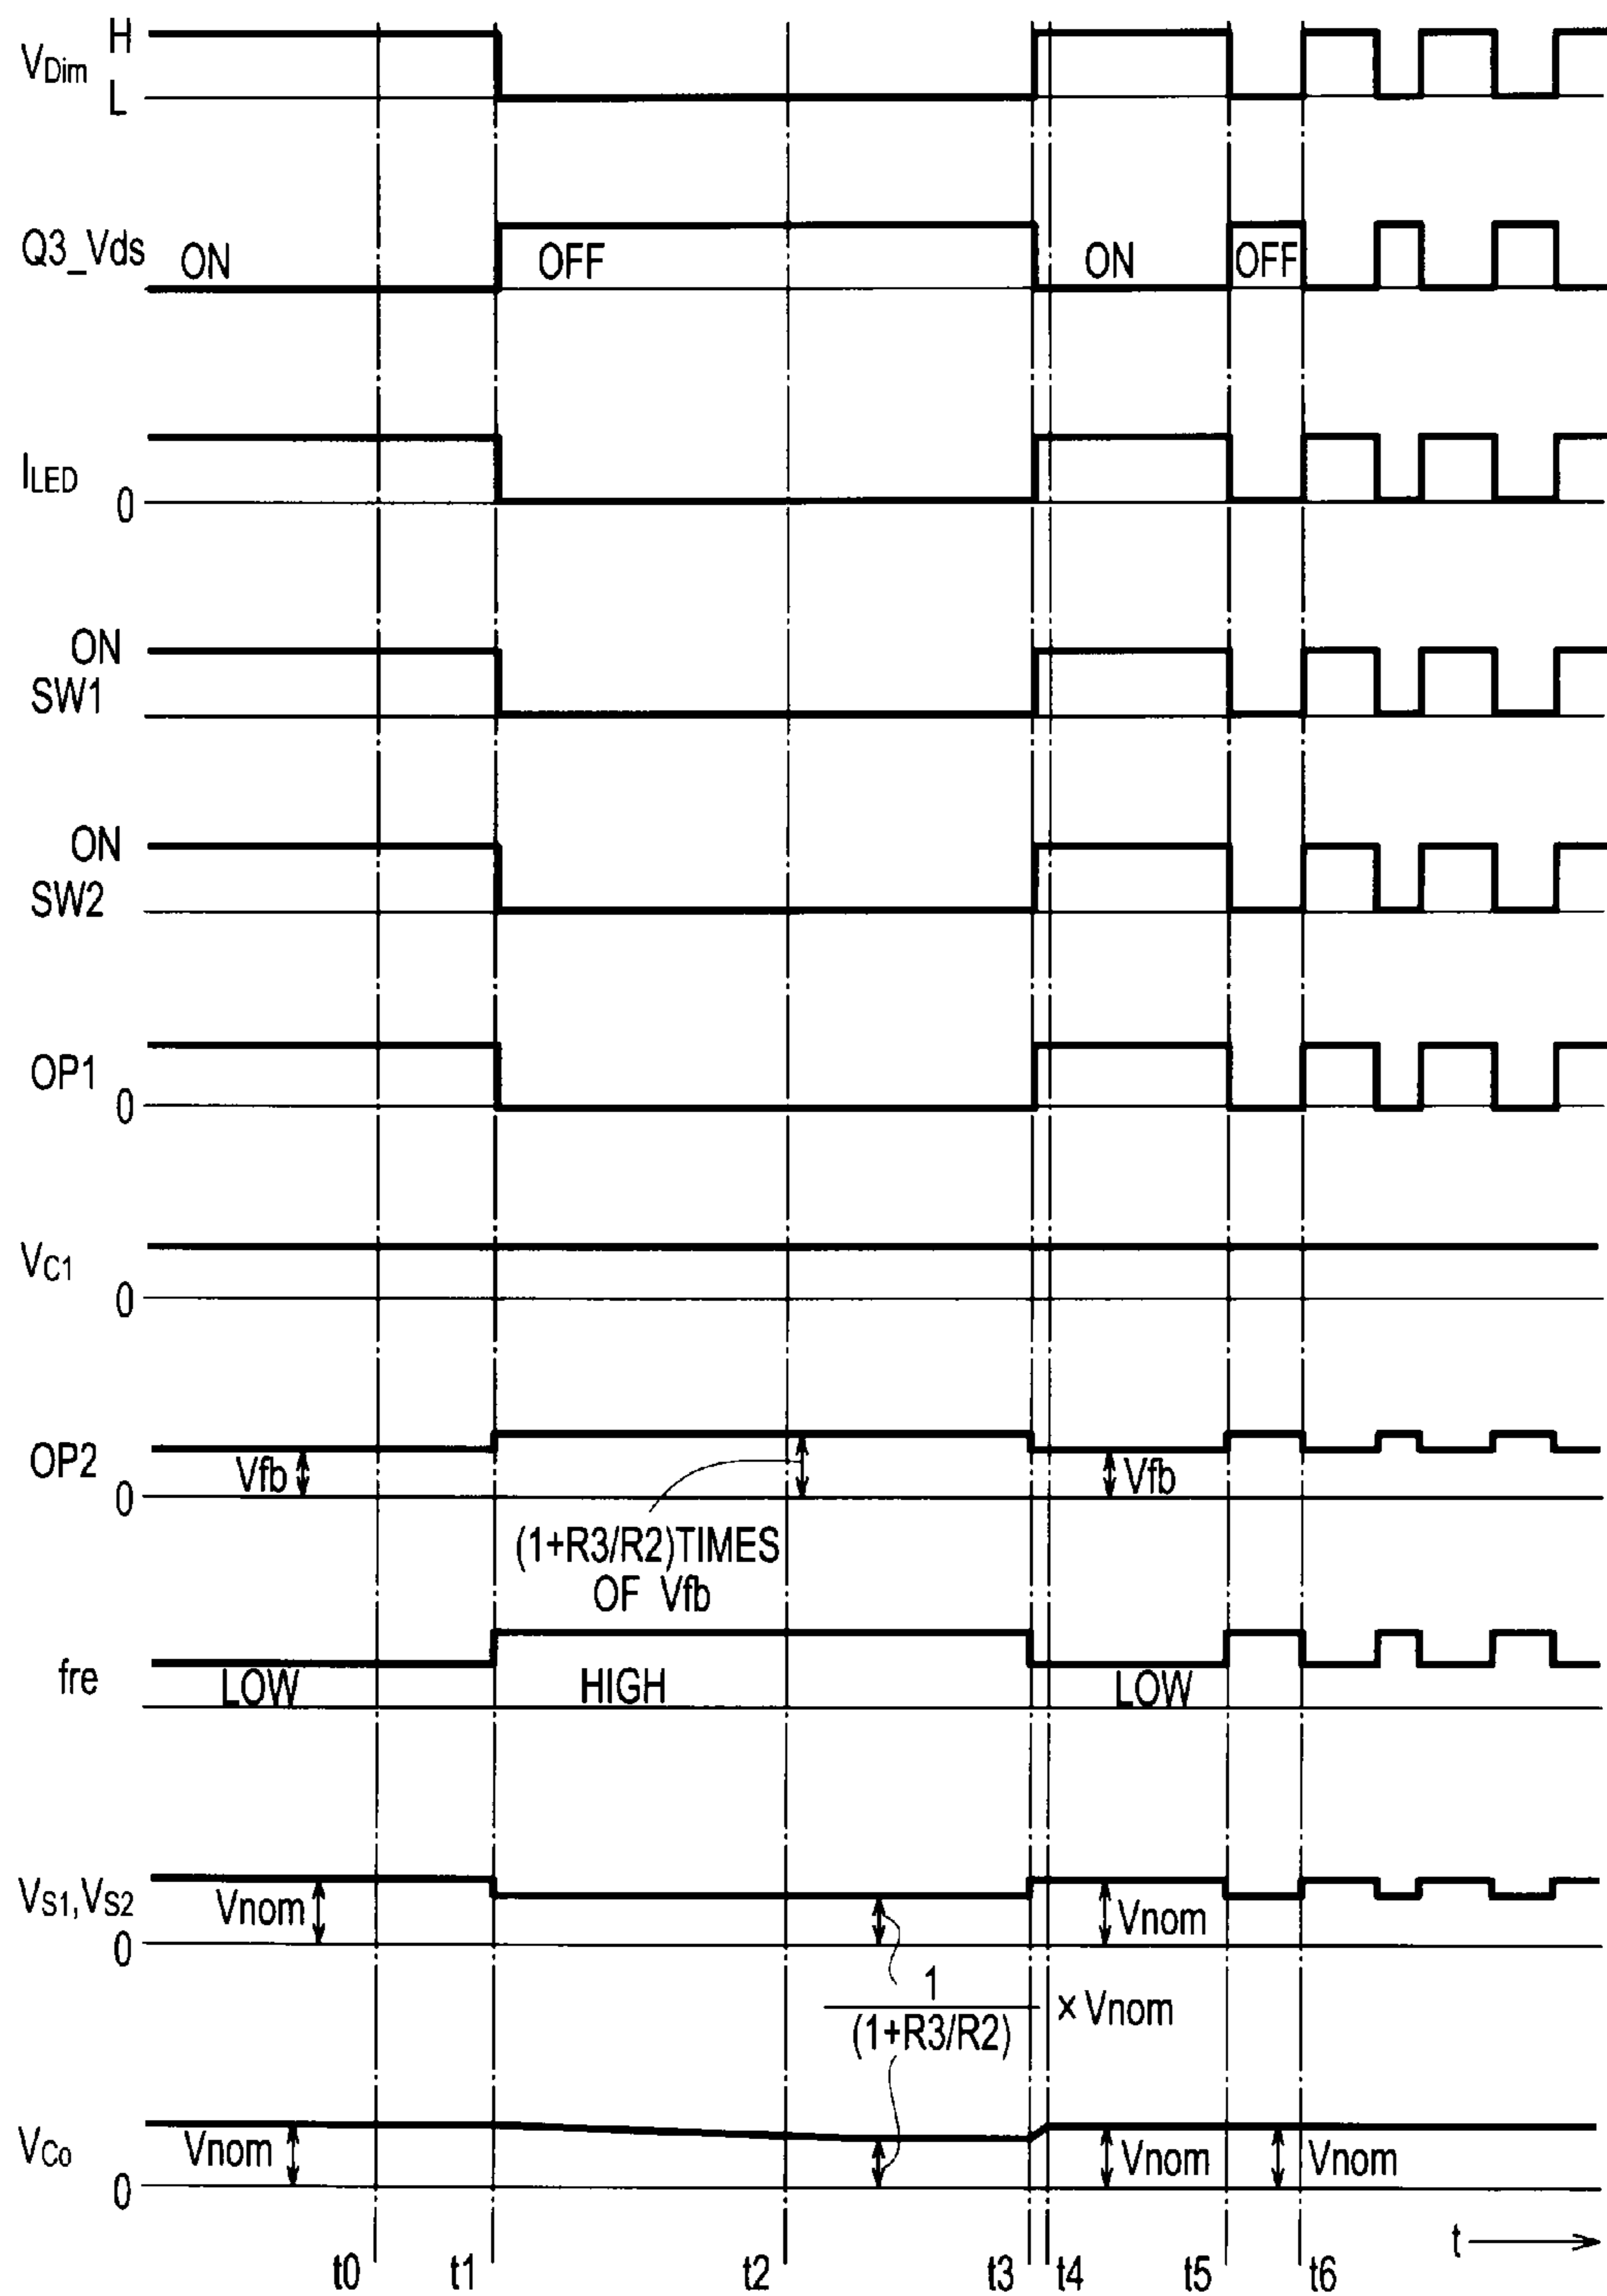 VDim H
L
Q3_Vds ON OFF ON OFF
ILED
0
ON
SW1
ON
SW2
OP1
0
VC1
0
OP2
Vfb Vfb
0
(1+R3/R2)TIMES
OF Vfb
fre
LOW HIGH LOW
VS1,VS2
Vnom Vnom
0
1
(1+R3/R2)
× Vnom
VCo
Vnom Vnom Vnom
0
t
t0 t1 t2 t3 t4 t5 t6